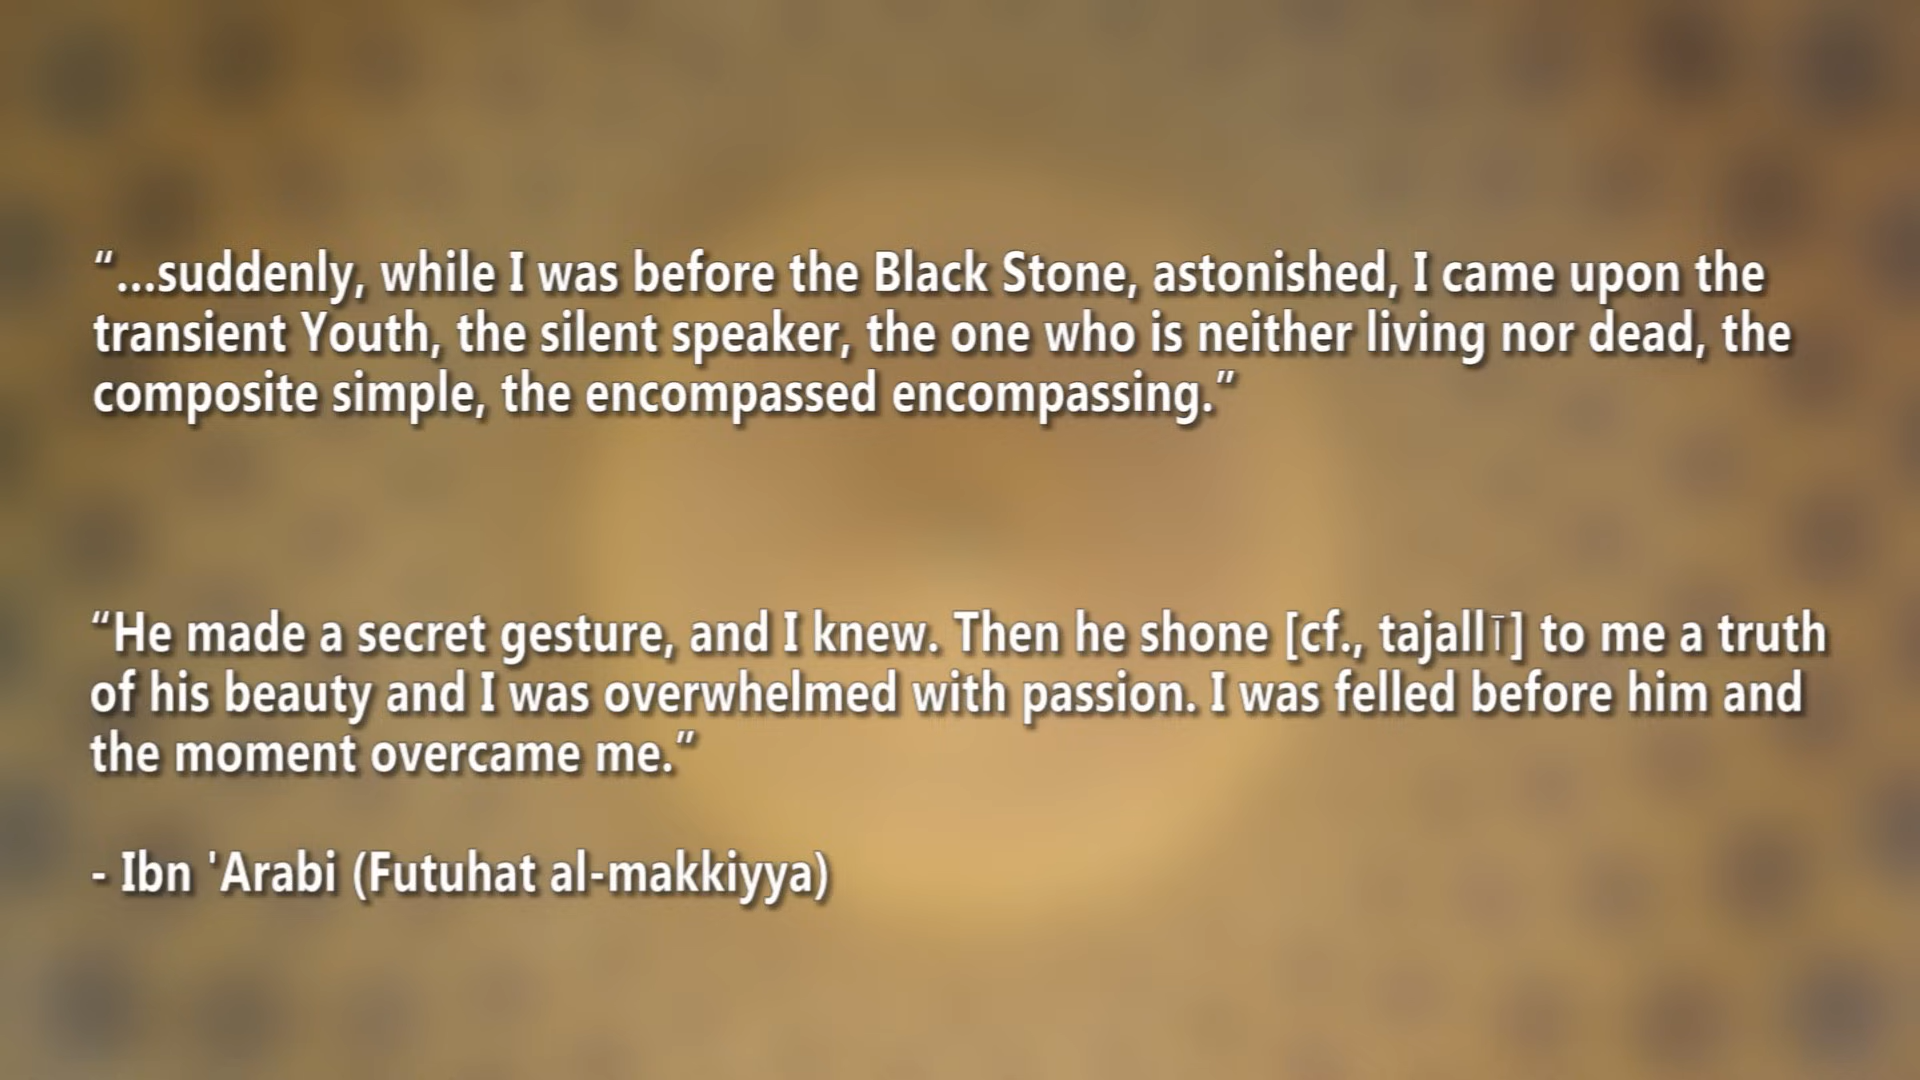 “...suddenly, while I was before the Black Stone, astonished, I came upon the
transient Youth, the silent speaker, the one who is neither living nor dead, the
composite simple, the encompassed encompassing.”
“He made a secret gesture, and I knew. Then he shone [cf., tajallī] to me a truth
of his beauty and I was overwhelmed with passion. I was felled before him and
the moment overcame me.”
- Ibn 'Arabi (Futuhat al-makkiyya)